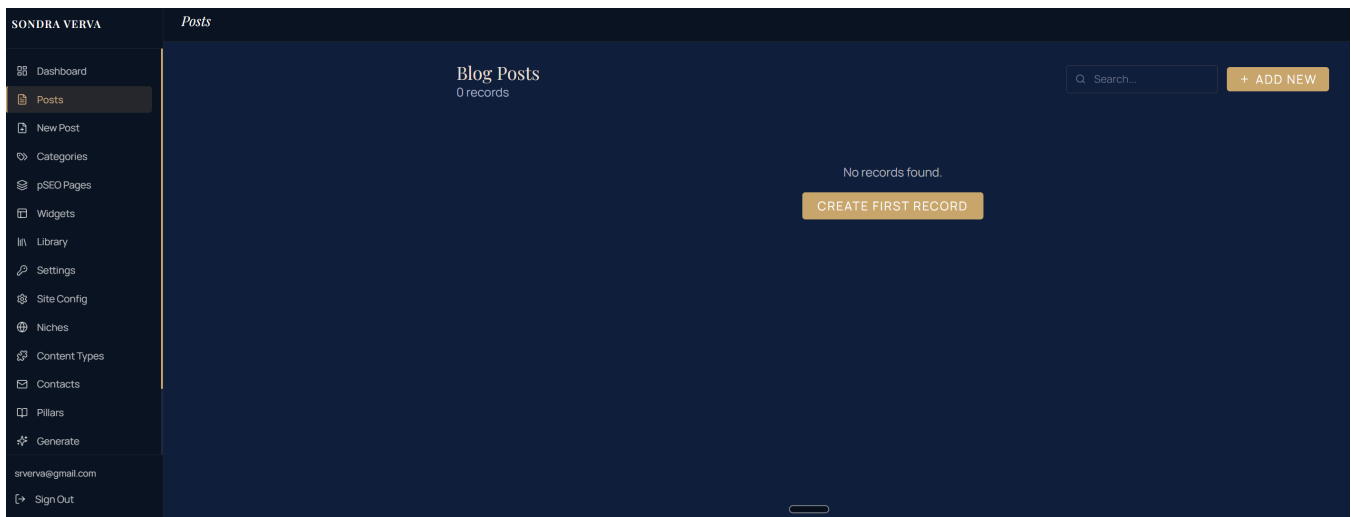 SONDRA VERVA
Posts
Dashboard
Posts
New Post
Categories
pSEO Pages
Widgets
Library
Settings
Site Config
Niches
Content Types
Contacts
Pillars
Generate
srverva@gmail.com
Sign Out
Blog Posts
0 records
Search...
+ ADD NEW
No records found.
CREATE FIRST RECORD